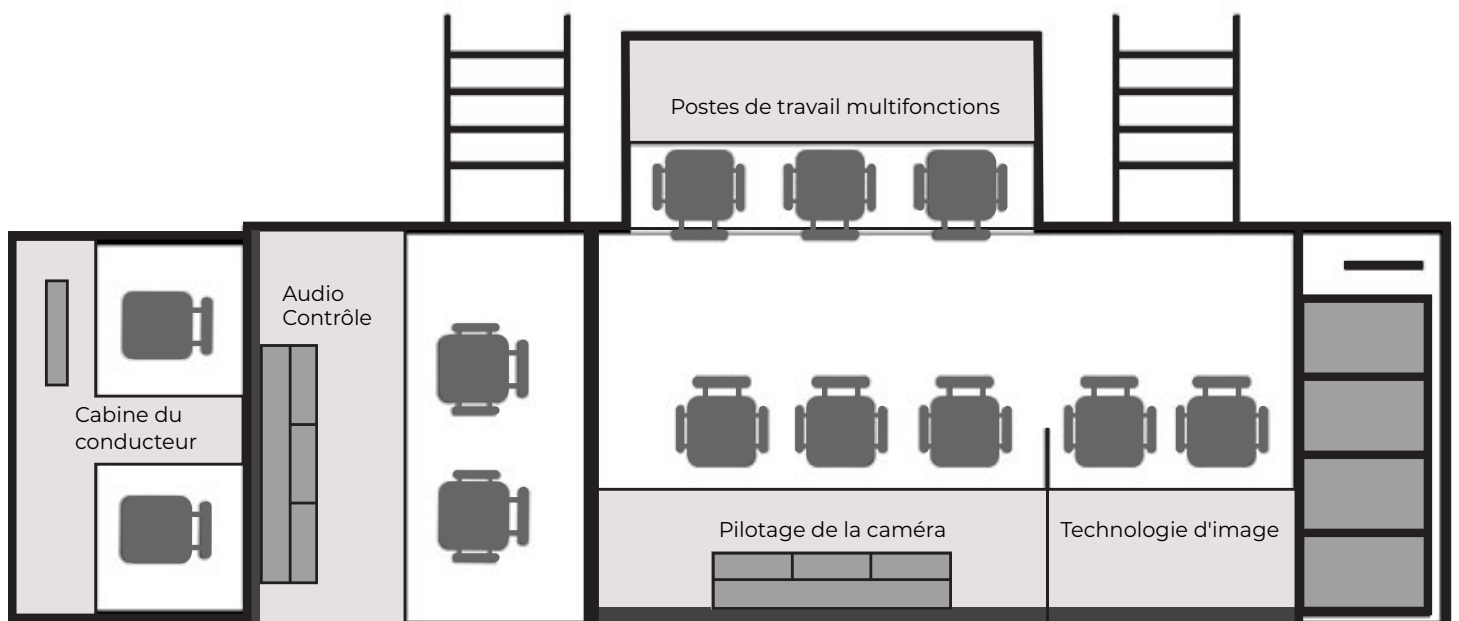 Postes de travail multifonctions
Audio
Contrôle
Cabine du
conducteur
Pilotage de la caméra
Technologie d'image